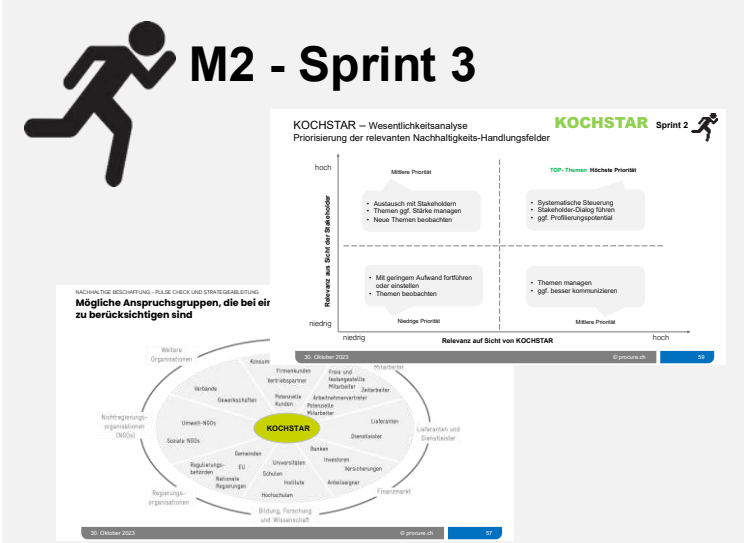 M2 - Sprint 3
KOCHSTAR – Wesentlichkeitsanalyse
Priorisierung der relevanten Nachhaltigkeits-Handlungsfelder
KOCHSTAR Sprint 2
hoch
Mittlere Priorität
TOP- Themen Höchste Priorität
• Austausch mit Stakeholdern
• Themen ggf. Stärke managen
• Neue Themen beobachten
• Systematische Steuerung
• Stakeholder-Dialog führen
• ggf. Profilierungspotential
Relevanz aus Sicht der Stakeholder
• Mit geringem Aufwand fortführen
oder einstellen
• Themen beobachten
• Themen managen
• ggf. besser kommunizieren
Niedrige Priorität
Mittlere Priorität
niedrig
niedrig
Relevanz auf Sicht von KOCHSTAR
hoch
30. Oktober 2023
© procure.ch
59
NACHHALTIGE BESCHAFFUNG – PULSE CHECK UND STRATEGIEABLEITUNG
Mögliche Anspruchsgruppen, die bei ein
zu berücksichtigen sind
Weitere
Organisationen
Konsum
Mitarbeiter
Firmenkunden
Vertriebspartner
Freie und
festangestellte
Mitarbeiter
Zeitarbeiter
Verbände
Gewerkschaften
Potenzielle
Kunden
Arbeitnehmervertreter
Potenzielle
Mitarbeiter
Nichtregierungs-
organisationen
(NGOs)
Umwelt-NGOs
Soziale NGOs
KOCHSTAR
Lieferanten
Dienstleister
Lieferanten und
Dienstleister
Gemeinden
Banken
Investoren
Versicherungen
Regulierungs-
behörden
EU
Nationale
Regierungen
Universitäten
Schulen
Institute
Anteilseigner
Hochschulen
Regierungs-
organisationen
Finanzmarkt
Bildung, Forschung
und Wissenschaft
30. Oktober 2023
© procure.ch
57